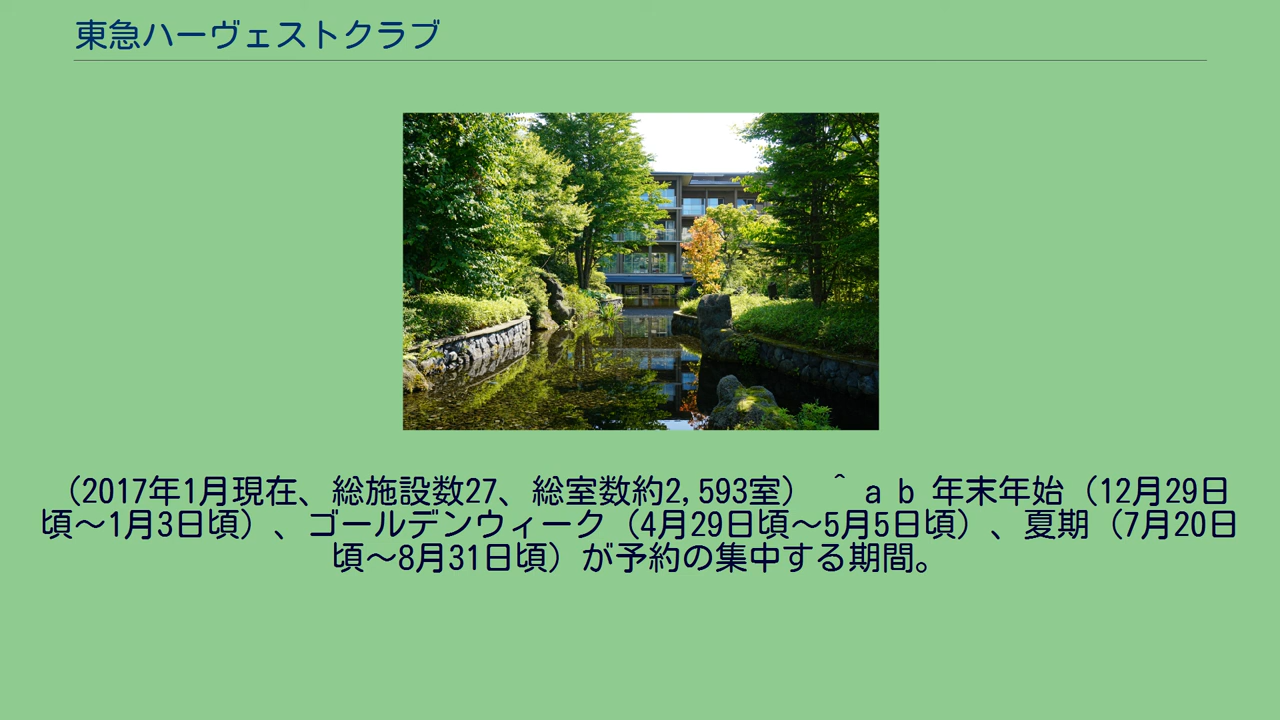 東急ハーヴェストクラブ
（2017年1月現在、総施設数27、総室数約2,593室） ^ a b 年末年始（12月29日
頃〜1月3日頃）、ゴールデンウィーク（4月29日頃〜5月5日頃）、夏期（7月20日
頃〜8月31日頃）が予約の集中する期間。